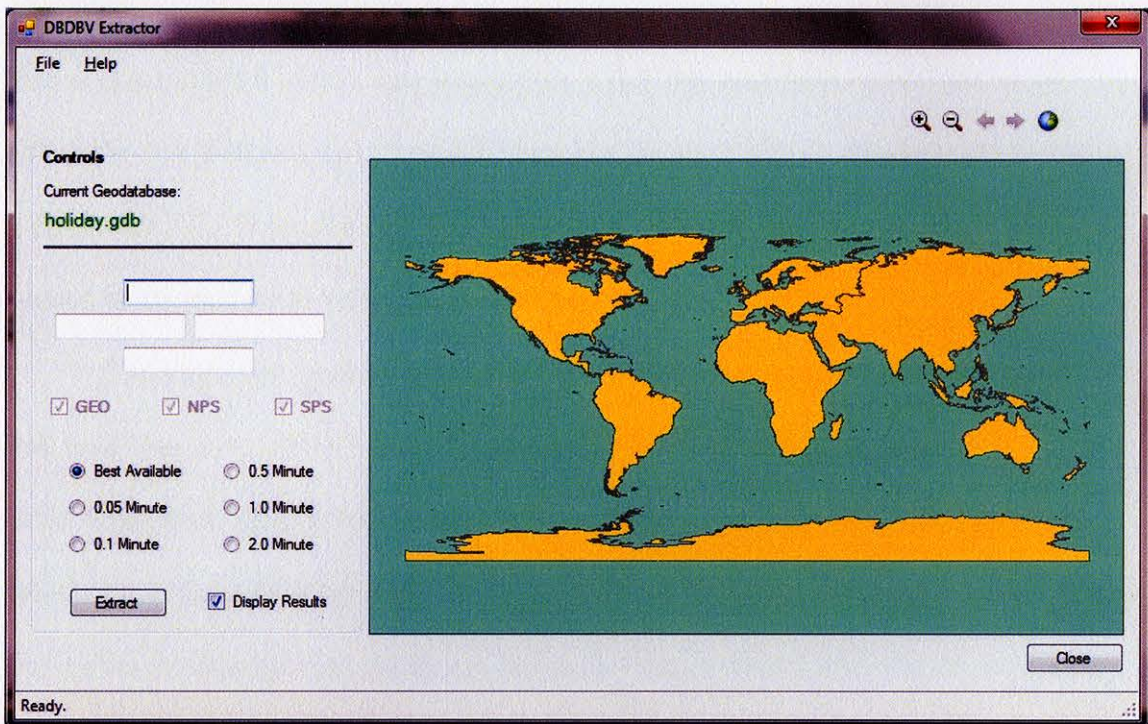 DBDBV Extractor
File Help
Controls
Current Geodatabase:
holiday.gdb
GEO NPS SPS
Best Available 0.5 Minute
0.05 Minute 1.0 Minute
0.1 Minute 2.0 Minute
Extract Display Results
Close
Ready.